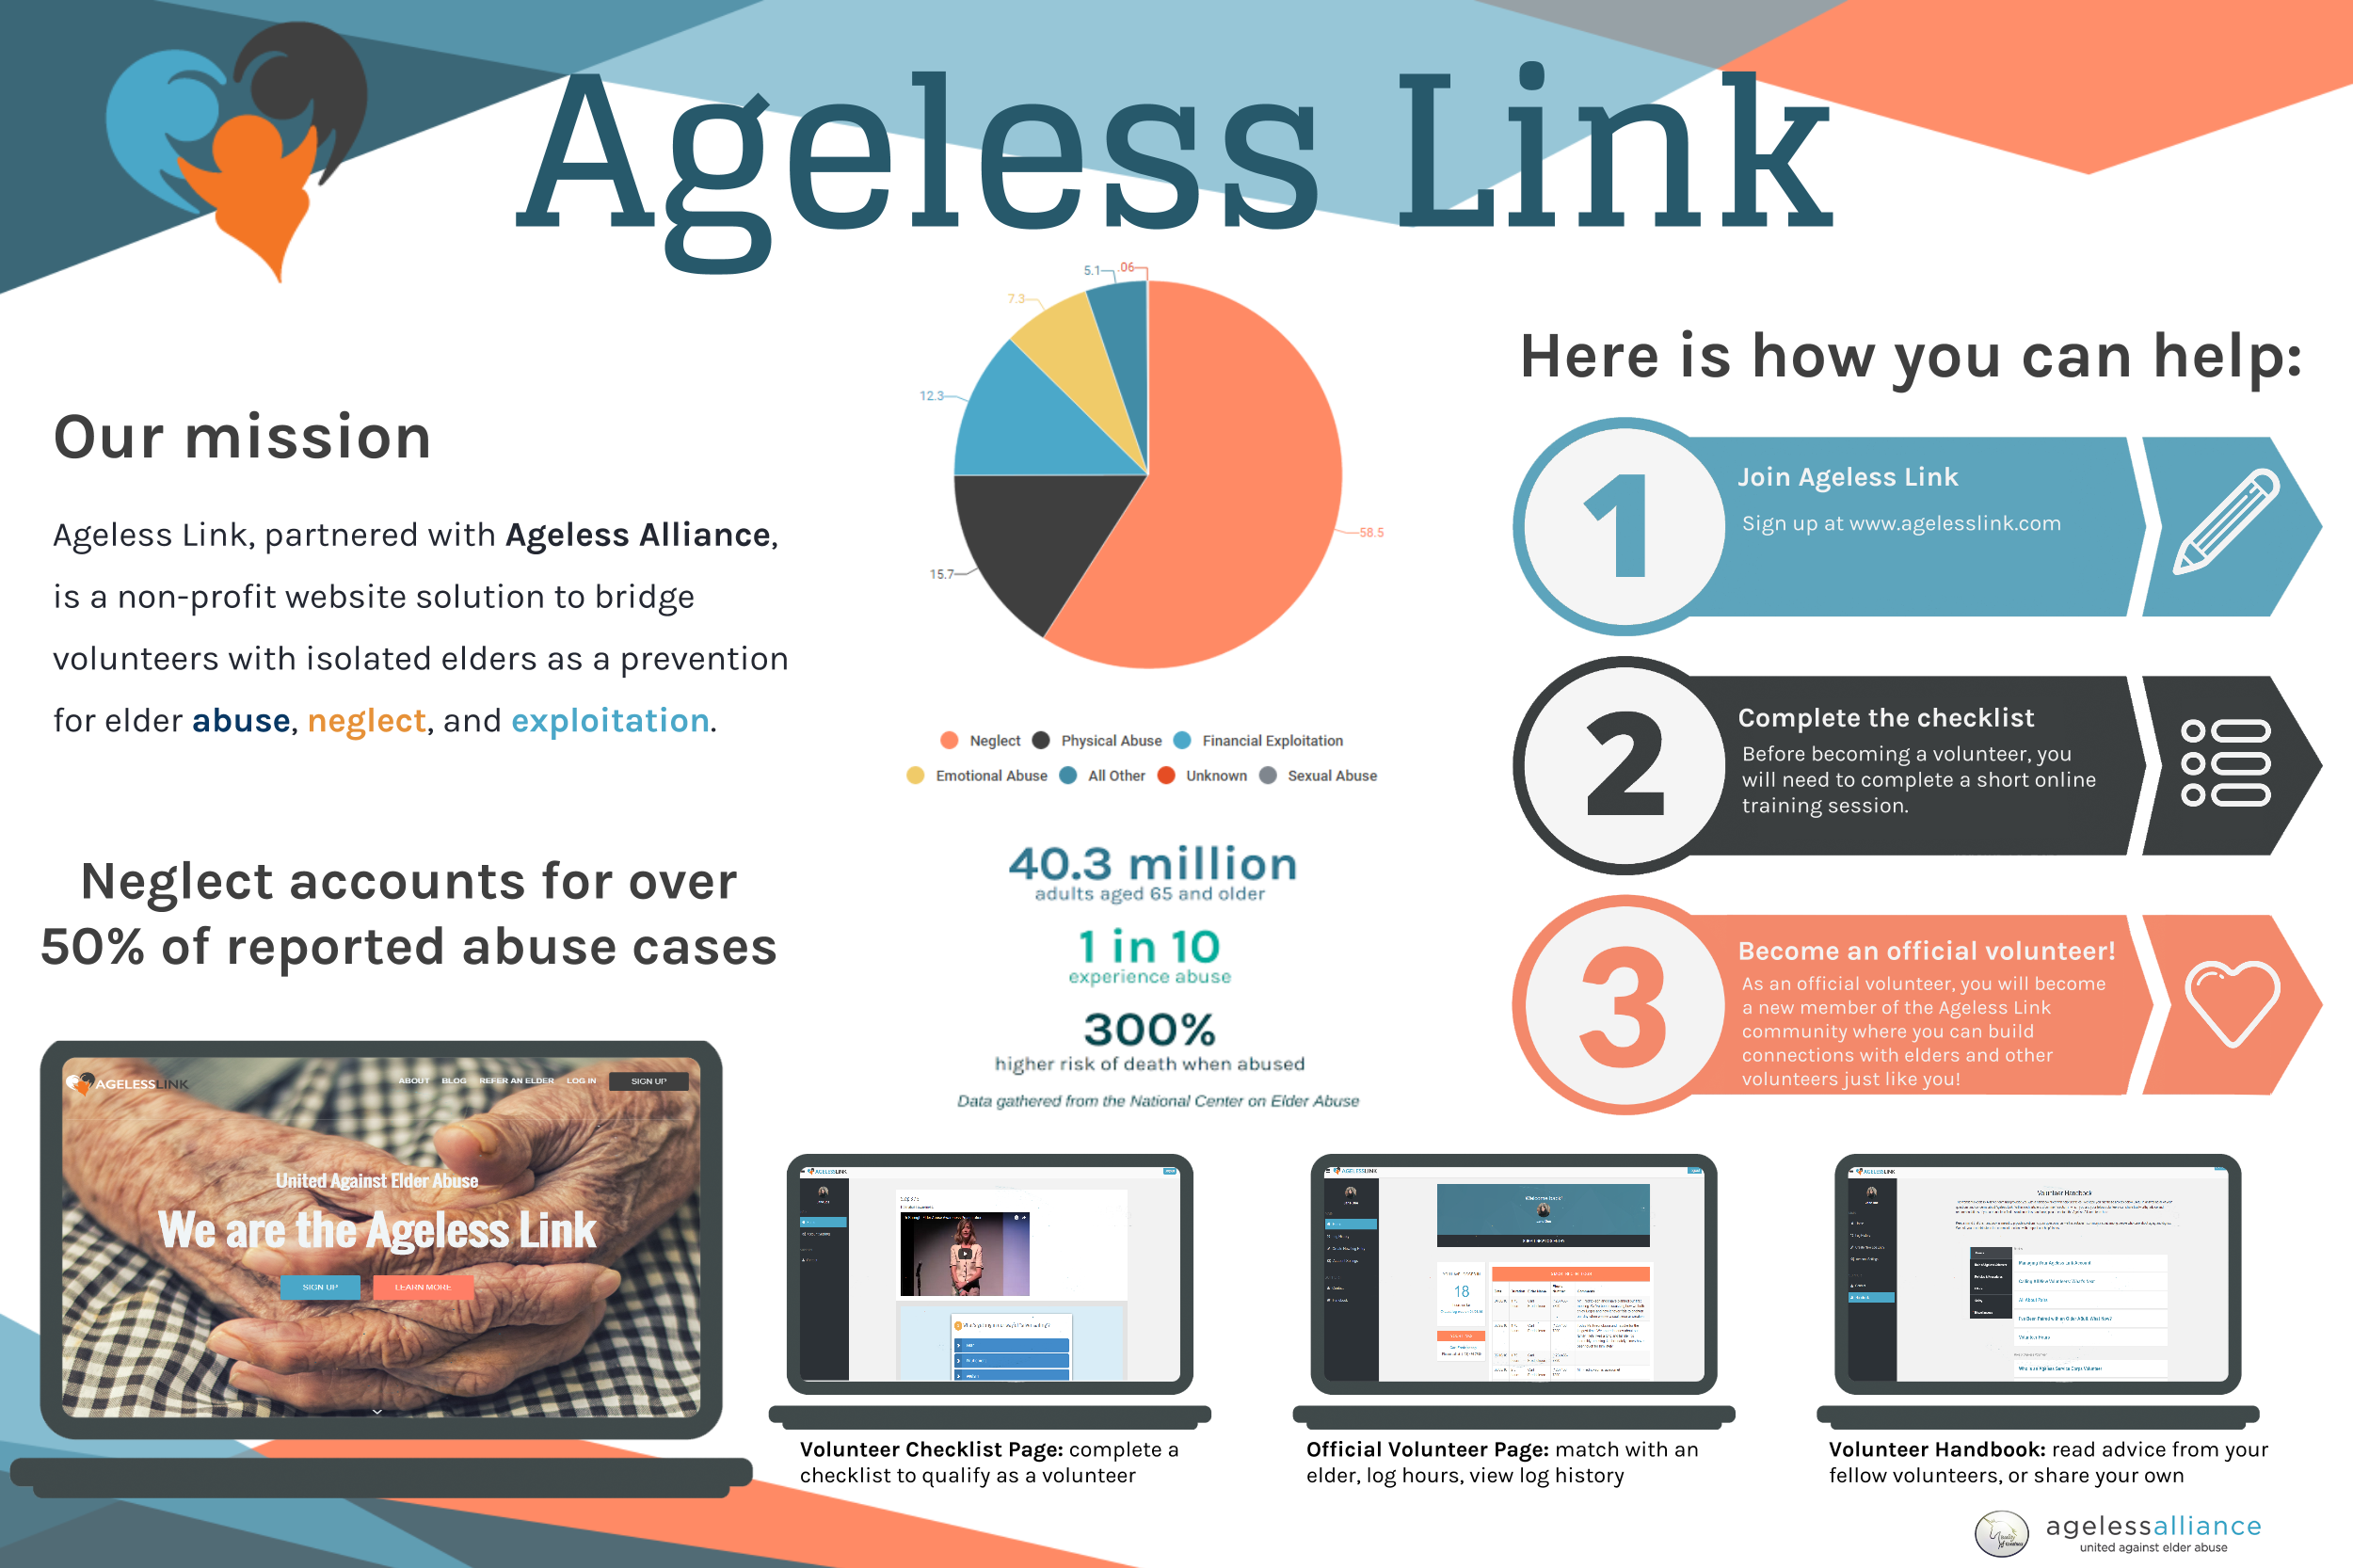 Ageless Link
Our mission
Ageless Link, partnered with Ageless Alliance,
is a non-profit website solution to bridge
volunteers with isolated elders as a prevention
for elder abuse, neglect, and exploitation.
Neglect accounts for over
50% of reported abuse cases
5.1
.06
7.3
12.3
15.7
58.5
Neglect Physical Abuse Financial Exploitation
Emotional Abuse All Other Unknown Sexual Abuse
40.3 million
adults aged 65 and older
1 in 10
experience abuse
300%
higher risk of death when abused
Data gathered from the National Center on Elder Abuse
Here is how you can help:
1
Join Ageless Link
Sign up at www.agelesslink.com
2
Complete the checklist
Before becoming a volunteer, you
will need to complete a short online
training session.
3
Become an official volunteer!
As an official volunteer, you will become
a new member of the Ageless Link
community where you can build
connections with elders and other
volunteers just like you!
AGELESSLINK
ABOUT BLOG REFER AN ELDER LOG IN SIGN UP
United Against Elder Abuse
We are the Ageless Link
SIGN UP LEARN MORE
AGELESSLINK
Volunteer Checklist Page: complete a
checklist to qualify as a volunteer
AGELESSLINK
Welcome back!
18
Official Volunteer Page: match with an
elder, log hours, view log history
AGELESSLINK
Volunteer Handbook
Managing Your Ageless Link Account
Volunteer Handbook: read advice from your
fellow volunteers, or share your own
agelessalliance
united against elder abuse